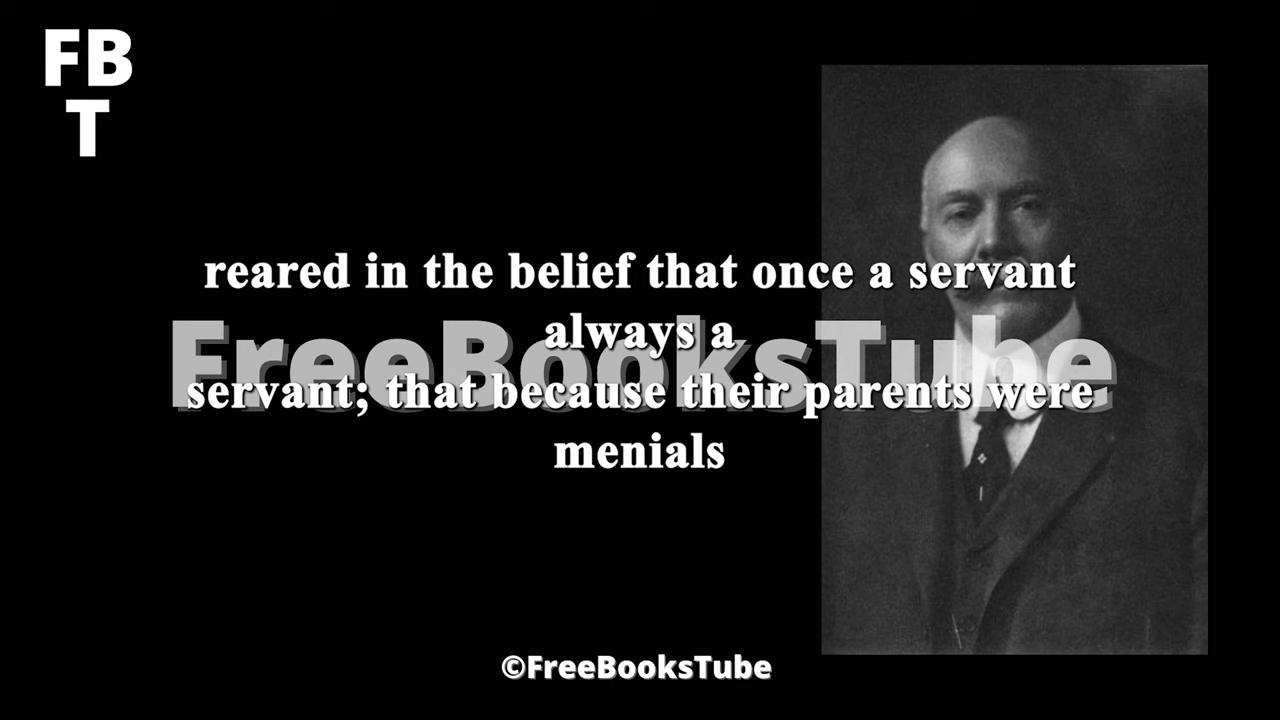 FB
T
reared in the belief that once a servant
always a
FreeBooksTube
servant; that because their parents were
menials
©FreeBooksTube